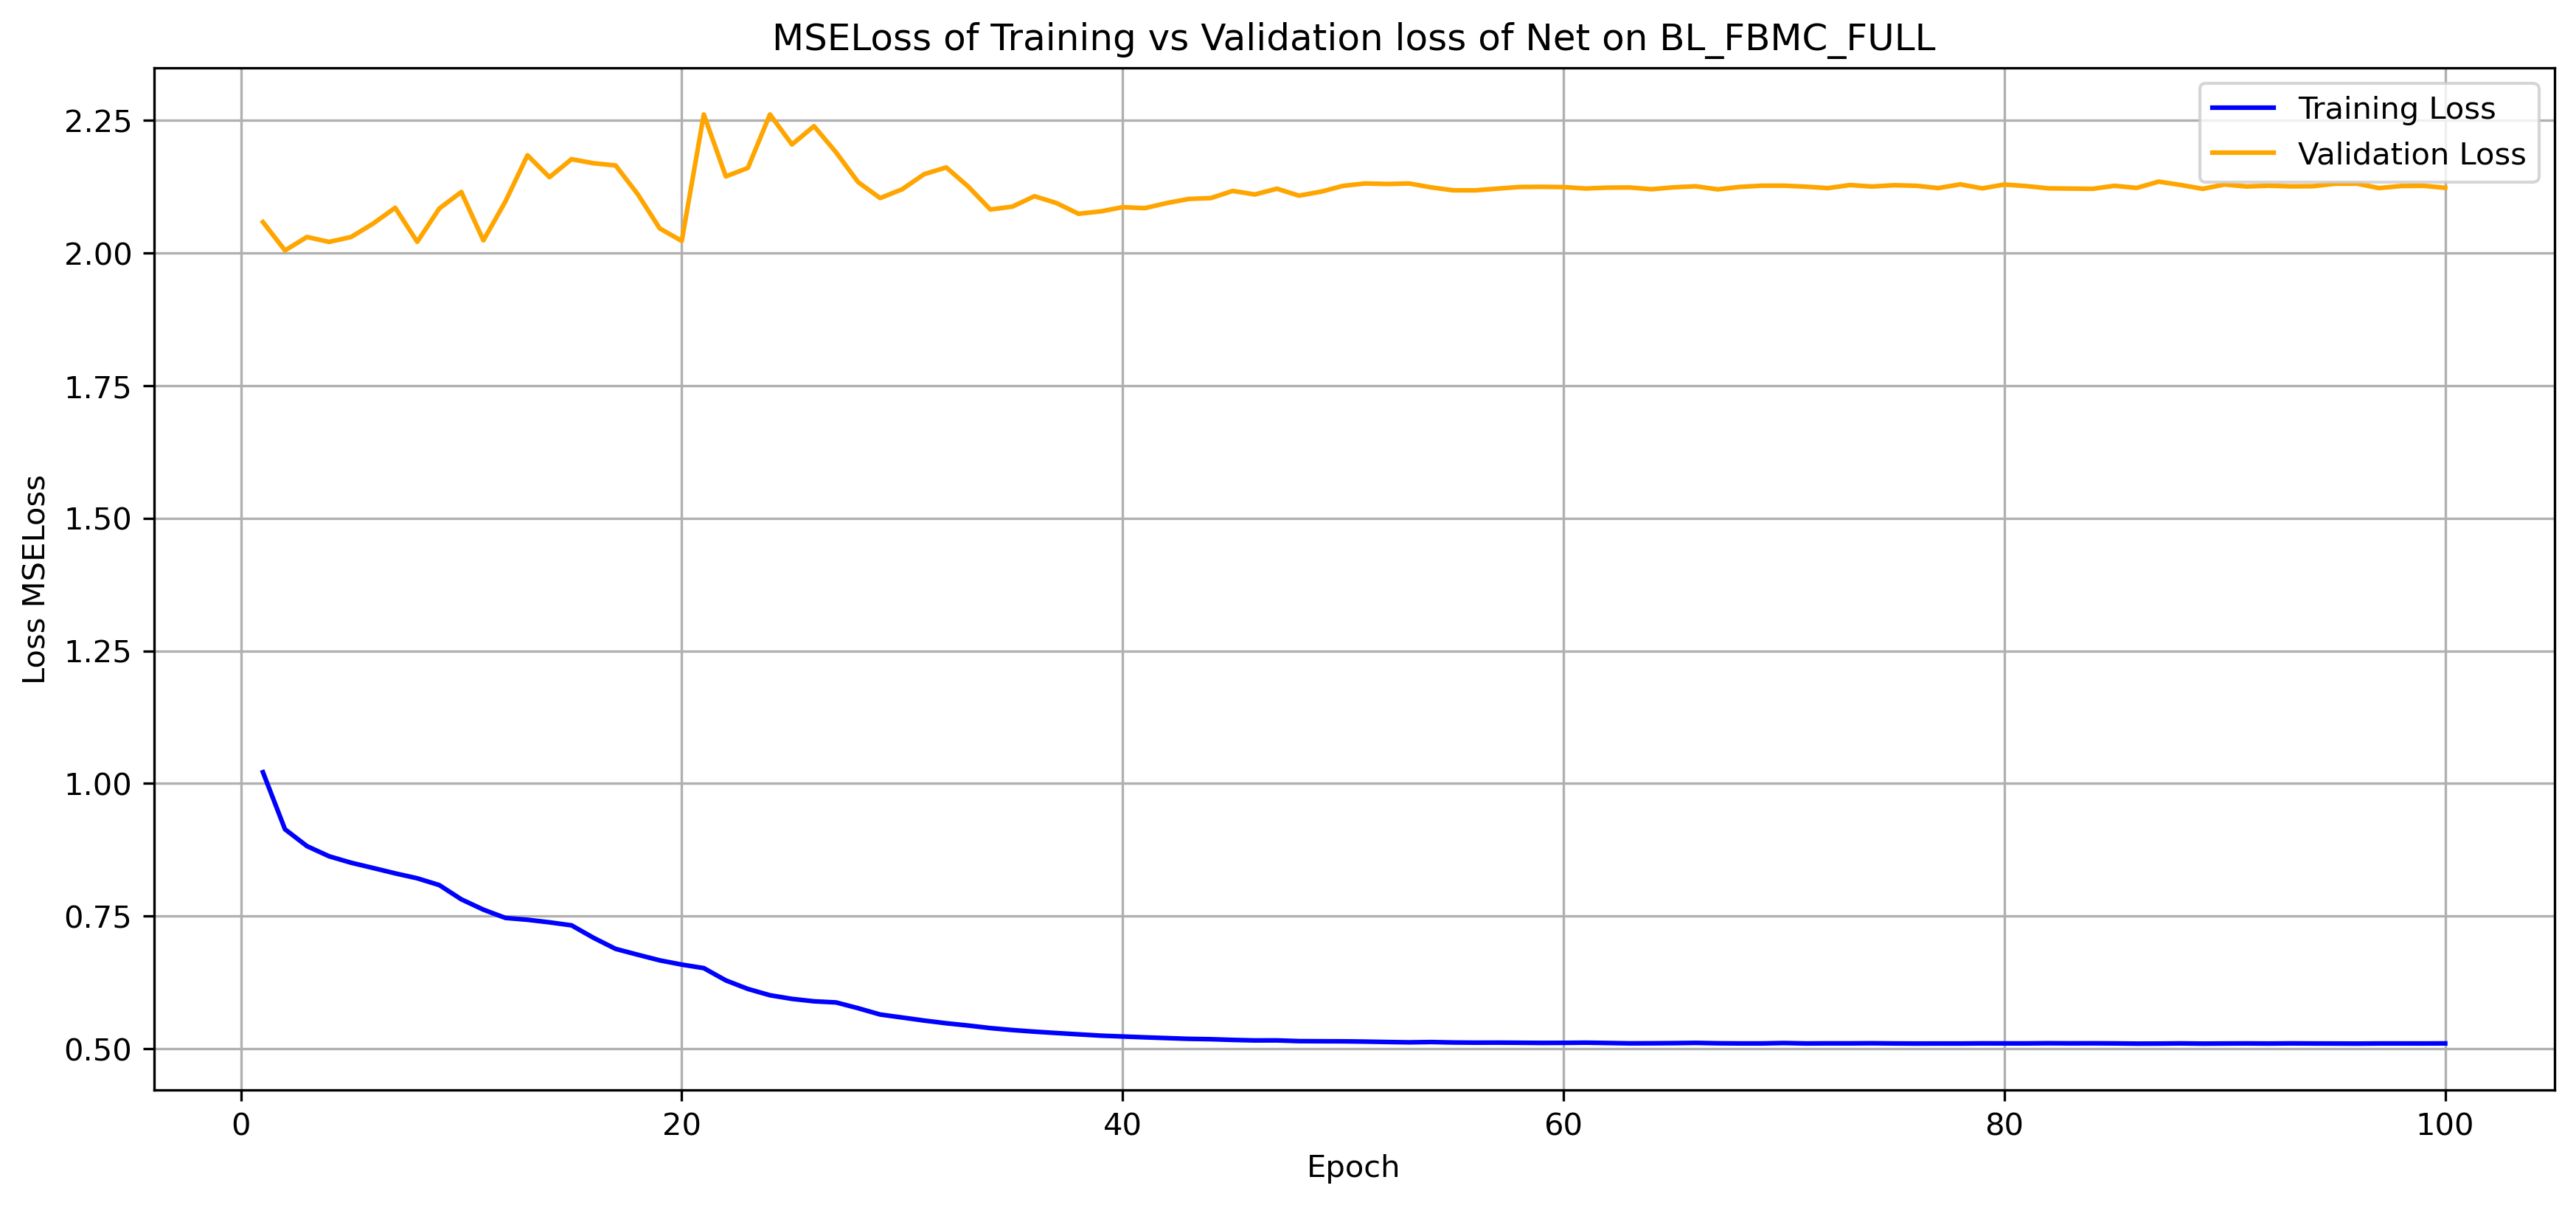 MSELoss of Training vs Validation loss of Net on BL_FBMC_FULL
Training Loss
Validation Loss
2.25
2.00
1.75
1.50
1.25
1.00
0.75
0.50
Loss MSELoss
0 20 40 60 80 100
Epoch